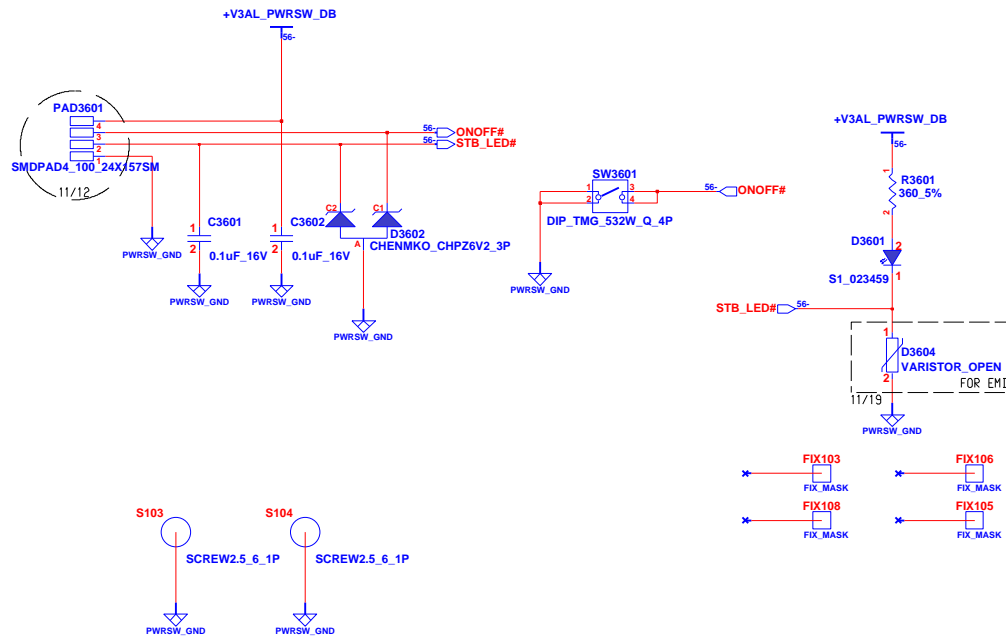 +V3AL_PWRSW_DB
56-
PAD3601
4
3
2
1
SMDPAD4_100_24X157SM
11/12
56-
ONOFF#
56-
STB_LED#
PWRSW_GND
1
C3601
2
0.1uF_16V
PWRSW_GND
1
C3602
2
0.1uF_16V
PWRSW_GND
C2
C1
D3602
A
CHENMKO_CHPZ6V2_3P
PWRSW_GND
SW3601
1
2
3
4
DIP_TMG_532W_Q_4P
56-
ONOFF#
PWRSW_GND
+V3AL_PWRSW_DB
56-
1
R3601
360_5%
2
D3601
2
S1_023459
1
STB_LED#
56-
1
D3604
VARISTOR_OPEN
2
FOR EMI
11/19
PWRSW_GND
FIX103
FIX_MASK
FIX106
FIX_MASK
FIX108
FIX_MASK
FIX105
FIX_MASK
S103
SCREW2.5_6_1P
PWRSW_GND
S104
SCREW2.5_6_1P
PWRSW_GND